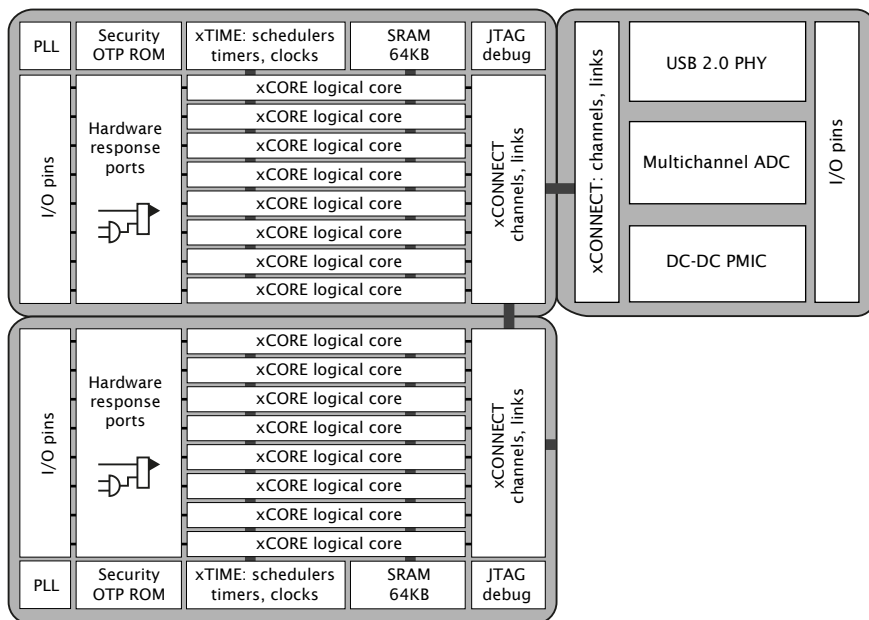 PLL
Security
OTP ROM
xTIME: schedulers
timers, clocks
SRAM
64KB
JTAG
debug
I/O pins
Hardware
response
ports
xCORE logical core
xCORE logical core
xCORE logical core
xCORE logical core
xCORE logical core
xCORE logical core
xCORE logical core
xCORE logical core
xCONNECT
channels, links
xCONNECT: channels, links
USB 2.0 PHY
Multichannel ADC
DC-DC PMIC
I/O pins
I/O pins
Hardware
response
ports
xCORE logical core
xCORE logical core
xCORE logical core
xCORE logical core
xCORE logical core
xCORE logical core
xCORE logical core
xCORE logical core
xCONNECT
channels, links
PLL
Security
OTP ROM
xTIME: schedulers
timers, clocks
SRAM
64KB
JTAG
debug